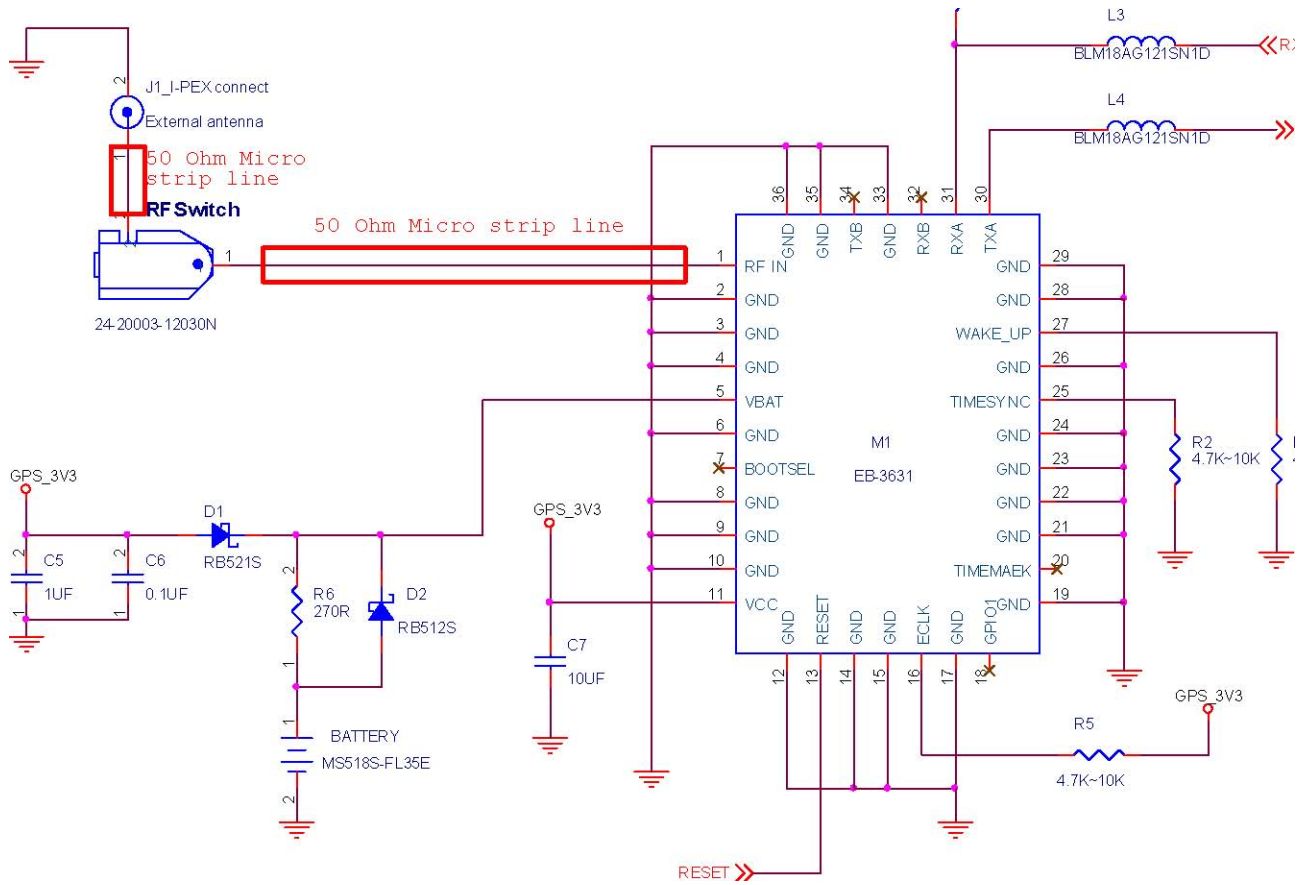 L3
BLM18AG121SN1D
L4
BLM18AG121SN1D
2
J1_I-PEX connect
External antenna
1
50 Ohm Micro
strip line
RF Switch
2
1
24-20003-12030N
50 Ohm Micro strip line
36
35
34
33
32
31
30
GND
GND
TXB
GND
RXB
RXA
TXA
1
RF IN
2
GND
3
GND
4
GND
5
VBAT
6
GND
7
BOOTSEL
8
GND
9
GND
10
GND
11
VCC
M1
EB-3631
GND
29
GND
28
WAKE_UP
27
GND
26
TIMESYNC
25
GND
24
GND
23
GND
22
GND
21
TIMEMAEK
20
GND
19
GND
RESET
GND
GND
ECLK
GND
GPIO1
12
13
14
15
16
17
18
R2
4.7K~10K
GPS_3V3
2
C5
1UF
1
2
C6
0.1UF
1
D1
RB521S
2
R6
270R
1
D2
RB512S
1
BATTERY
MS518S-FL35E
2
GPS_3V3
C7
10UF
GPS_3V3
R5
4.7K~10K
RESET